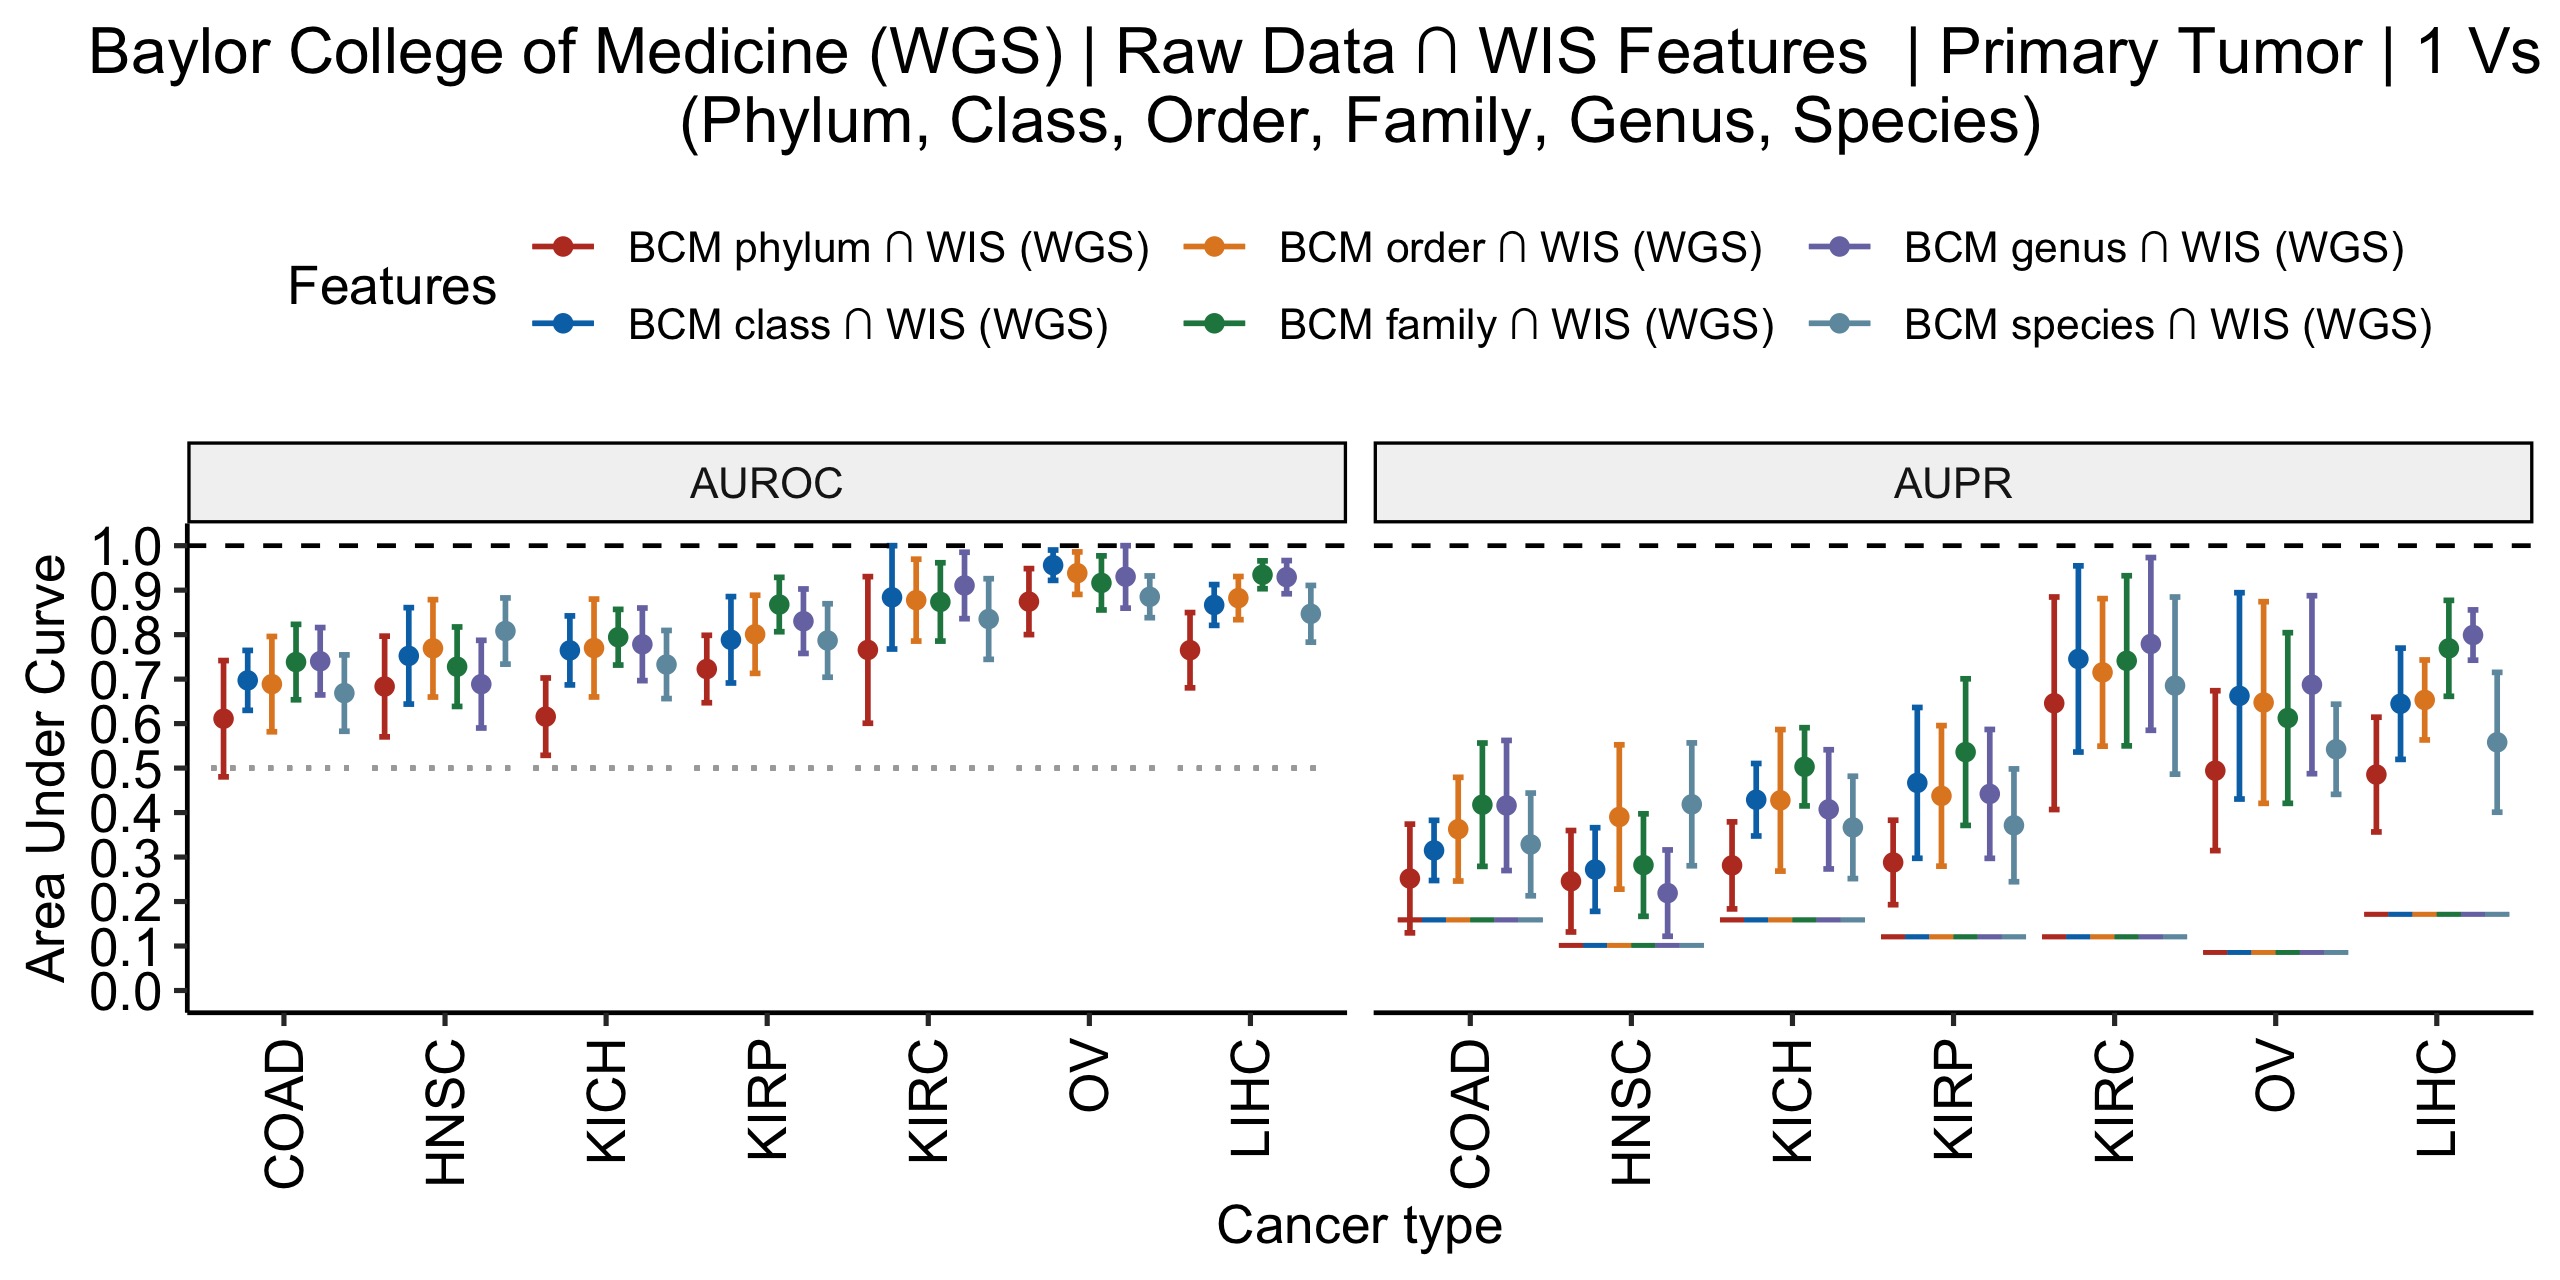 Baylor College of Medicine (WGS) | Raw Data ∩ WIS Features | Primary Tumor | 1 Vs
(Phylum, Class, Order, Family, Genus, Species)
Features
BCM phylum ∩ WIS (WGS)
BCM order ∩ WIS (WGS)
BCM genus ∩ WIS (WGS)
BCM class ∩ WIS (WGS)
BCM family ∩ WIS (WGS)
BCM species ∩ WIS (WGS)
AUROC
AUPR
Area Under Curve
1.0
0.9
0.8
0.7
0.6
0.5
0.4
0.3
0.2
0.1
0.0
COAD
HNSC
KICH
KIRP
KIRC
OV
LIHC
COAD
HNSC
KICH
KIRP
KIRC
OV
LIHC
Cancer type